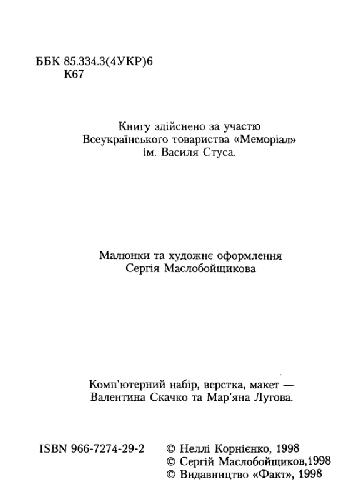 ББК 85.334.3(4УКР)6
К67
Книгу здійснено за участю
Всеукраїнського товариства «Меморіал»
ім. Василя Стуса.
Малюнки та художнє оформлення
Сергія Маслобойщикова
Комп'ютерний набір, верстка, макет —
Валентина Скачко та Мар'яна Лугова.
ISBN 966-7274-29-2
© Неллі Корнієнко, 1998
© Сергій Маслобойщиков,1998
© Видавництво «Факт», 1998